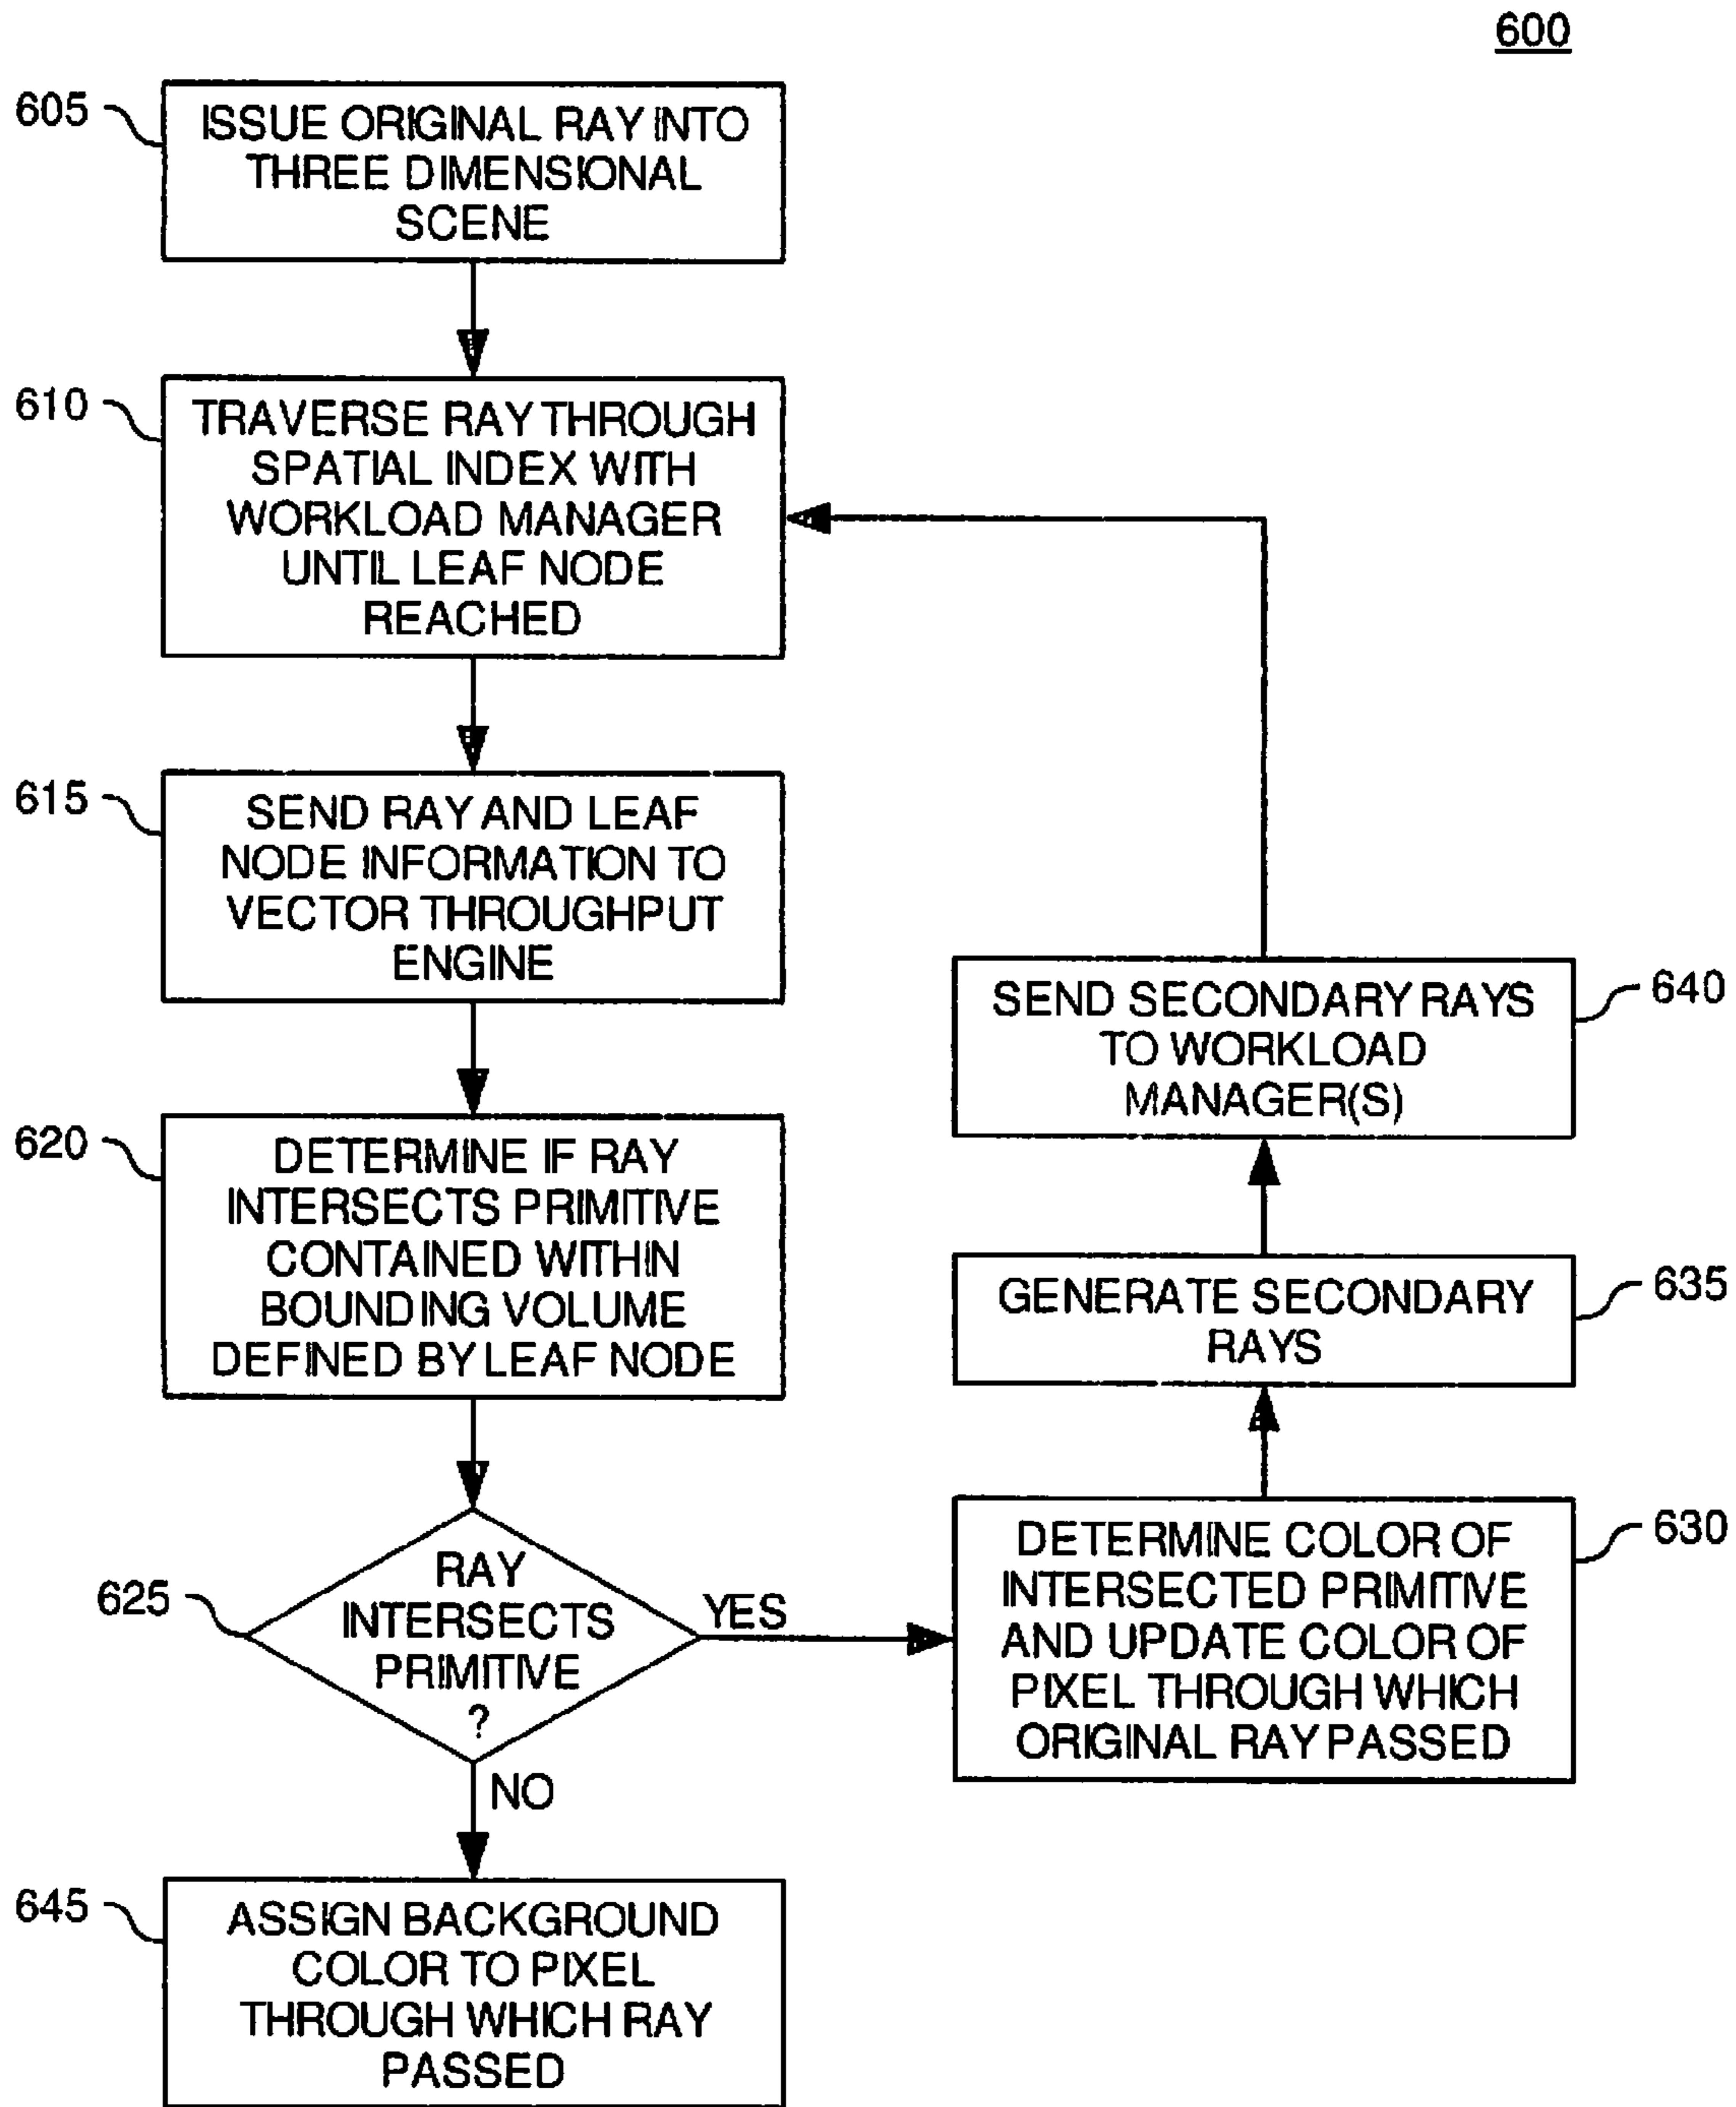 600
605
ISSUE ORIGINAL RAY INTO
THREE DIMENSIONAL
SCENE
610
TRAVERSE RAY THROUGH
SPATIAL INDEX WITH
WORKLOAD MANAGER
UNTIL LEAF NODE
REACHED
615
SEND RAY AND LEAF
NODE INFORMATION TO
VECTOR THROUGHPUT
ENGINE
620
DETERMINE IF RAY
INTERSECTS PRIMITIVE
CONTAINED WITHIN
BOUNDING VOLUME
DEFINED BY LEAF NODE
625
RAY
INTERSECTS
PRIMITIVE
?
YES
NO
630
DETERMINE COLOR OF
INTERSECTED PRIMITIVE
AND UPDATE COLOR OF
PIXEL THROUGH WHICH
ORIGINAL RAY PASSED
635
GENERATE SECONDARY
RAYS
640
SEND SECONDARY RAYS
TO WORKLOAD
MANAGER(S)
645
ASSIGN BACKGROUND
COLOR TO PIXEL
THROUGH WHICH RAY
PASSED